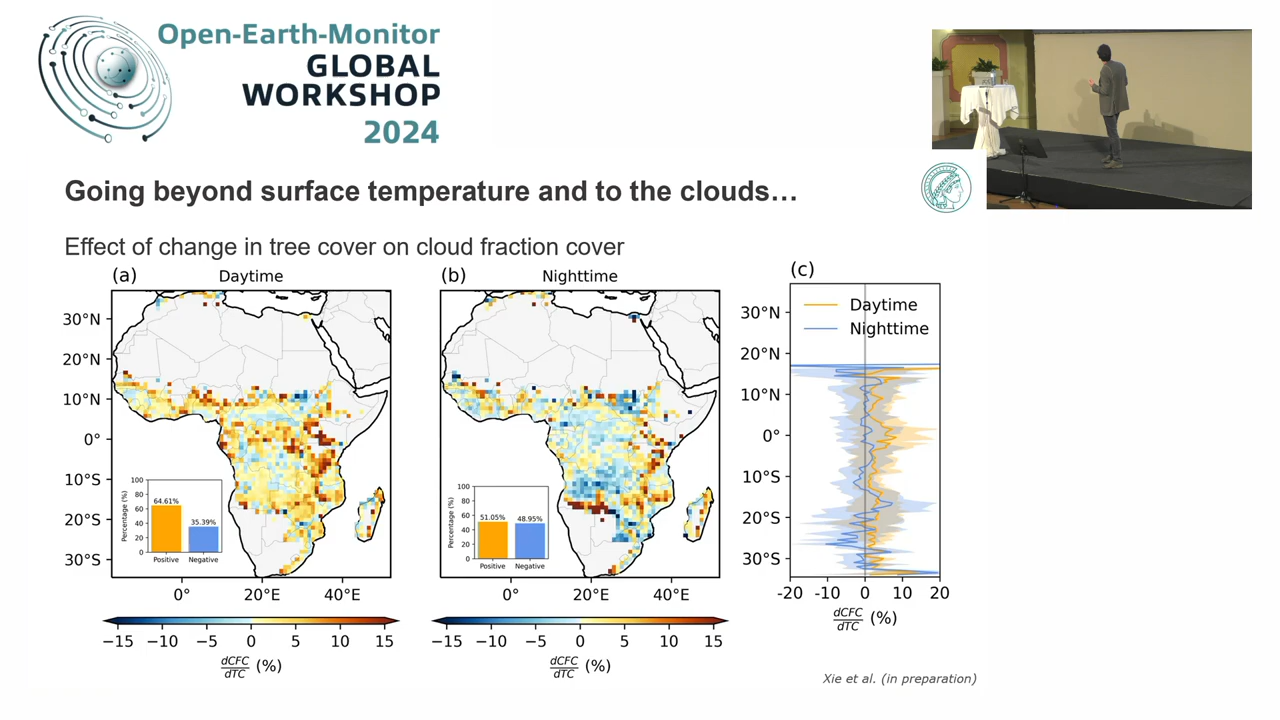 Open-Earth-Monitor
GLOBAL
WORKSHOP
2024
Going beyond surface temperature and to the clouds…
Effect of change in tree cover on cloud fraction cover
(a) Daytime
30°N
20°N
10°N
0°
10°S
20°S
30°S
0° 20°E 40°E
Percentage (%)
100
80
60
40
20
0
64.61%
35.39%
Positive Negative
−15 −10 −5 0 5 10 15
dCFC
dTC (%)
(b) Nighttime
0° 20°E 40°E
Percentage (%)
100
80
60
40
20
0
51.05% 48.95%
Positive Negative
−15 −10 −5 0 5 10 15
dCFC
dTC (%)
(c)
Daytime
Nighttime
30°N
20°N
10°N
0°
10°S
20°S
30°S
-20 -10 0 10 20
dCFC
dTC (%)
Xie et al. (in preparation)